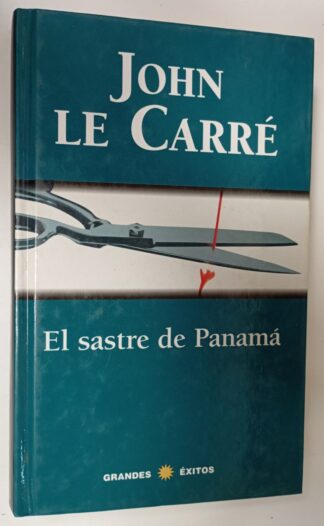 JOHN
LE CARRÉ
El sastre de Panamá
GRANDES ÉXITOS